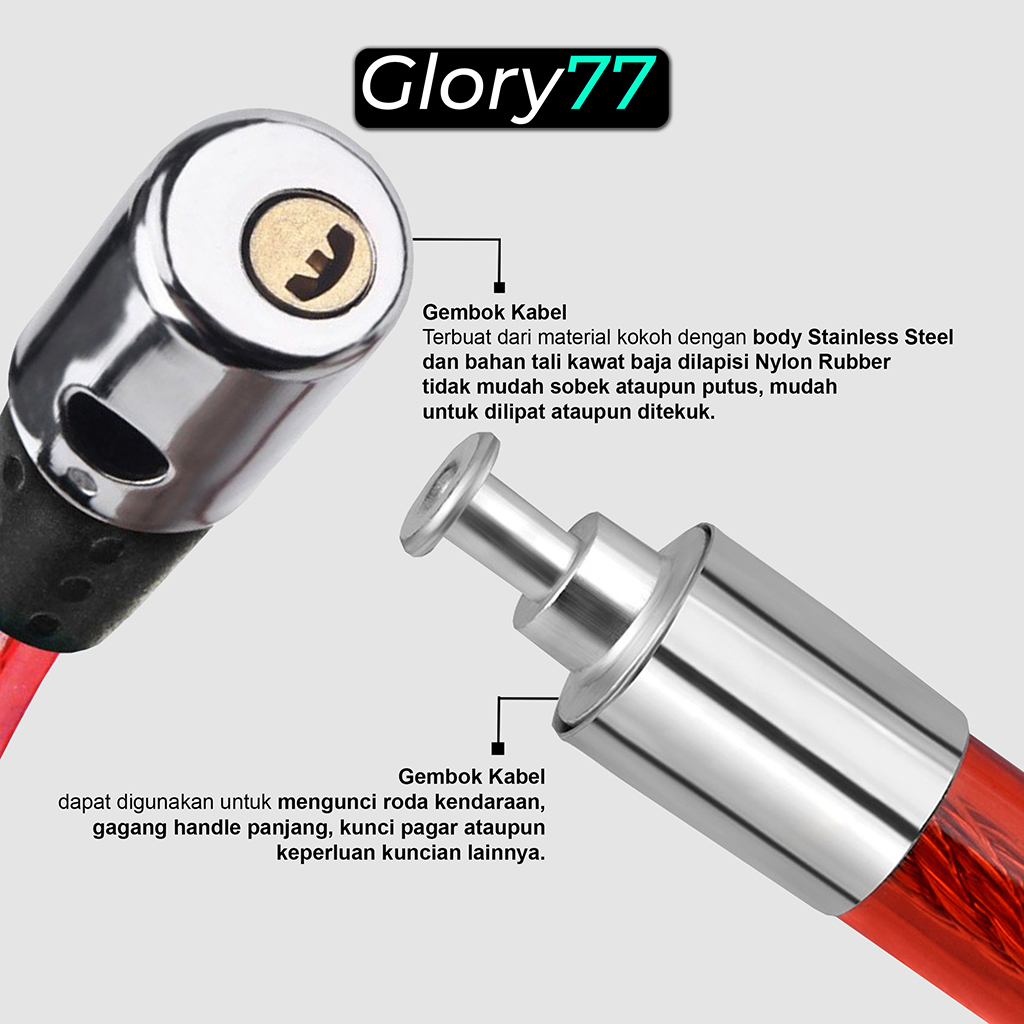 Glory77
Gembok Kabel
Terbuat dari material kokoh dengan body Stainless Steel
dan bahan tali kawat baja dilapisi Nylon Rubber
tidak mudah sobek ataupun putus, mudah
untuk dilipat ataupun ditekuk.
Gembok Kabel
dapat digunakan untuk mengunci roda kendaraan,
gagang handle panjang, kunci pagar ataupun
keperluan kuncian lainnya.